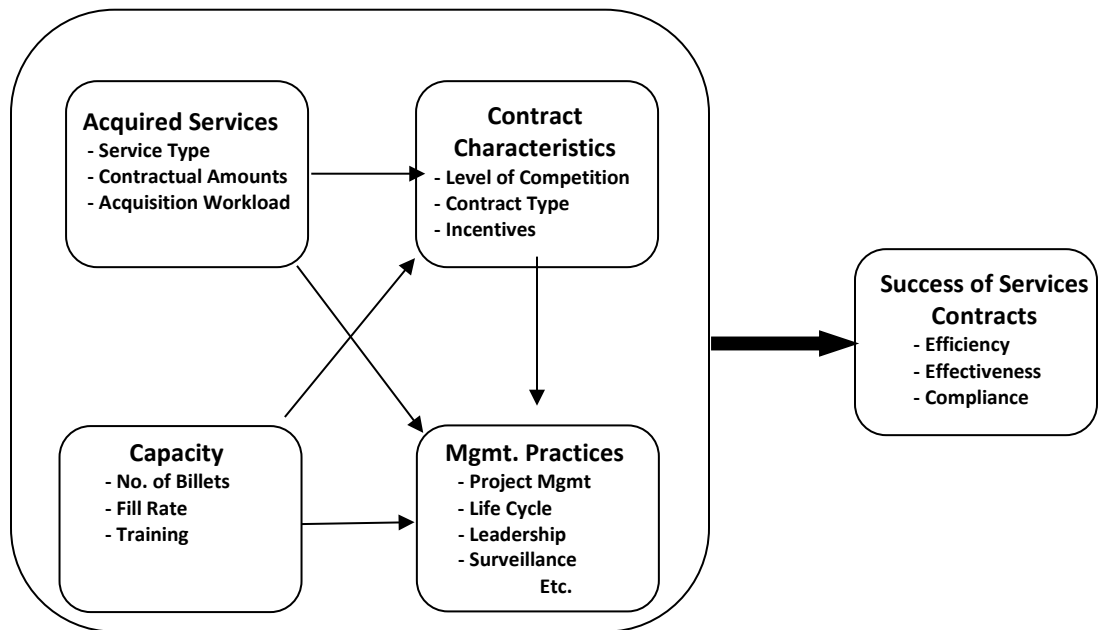 Acquired Services
- Service Type
- Contractual Amounts
- Acquisition Workload
Contract
Characteristics
- Level of Competition
- Contract Type
- Incentives
Capacity
- No. of Billets
- Fill Rate
- Training
Mgmt. Practices
- Project Mgmt
- Life Cycle
- Leadership
- Surveillance
Etc.
Success of Services
Contracts
- Efficiency
- Effectiveness
- Compliance